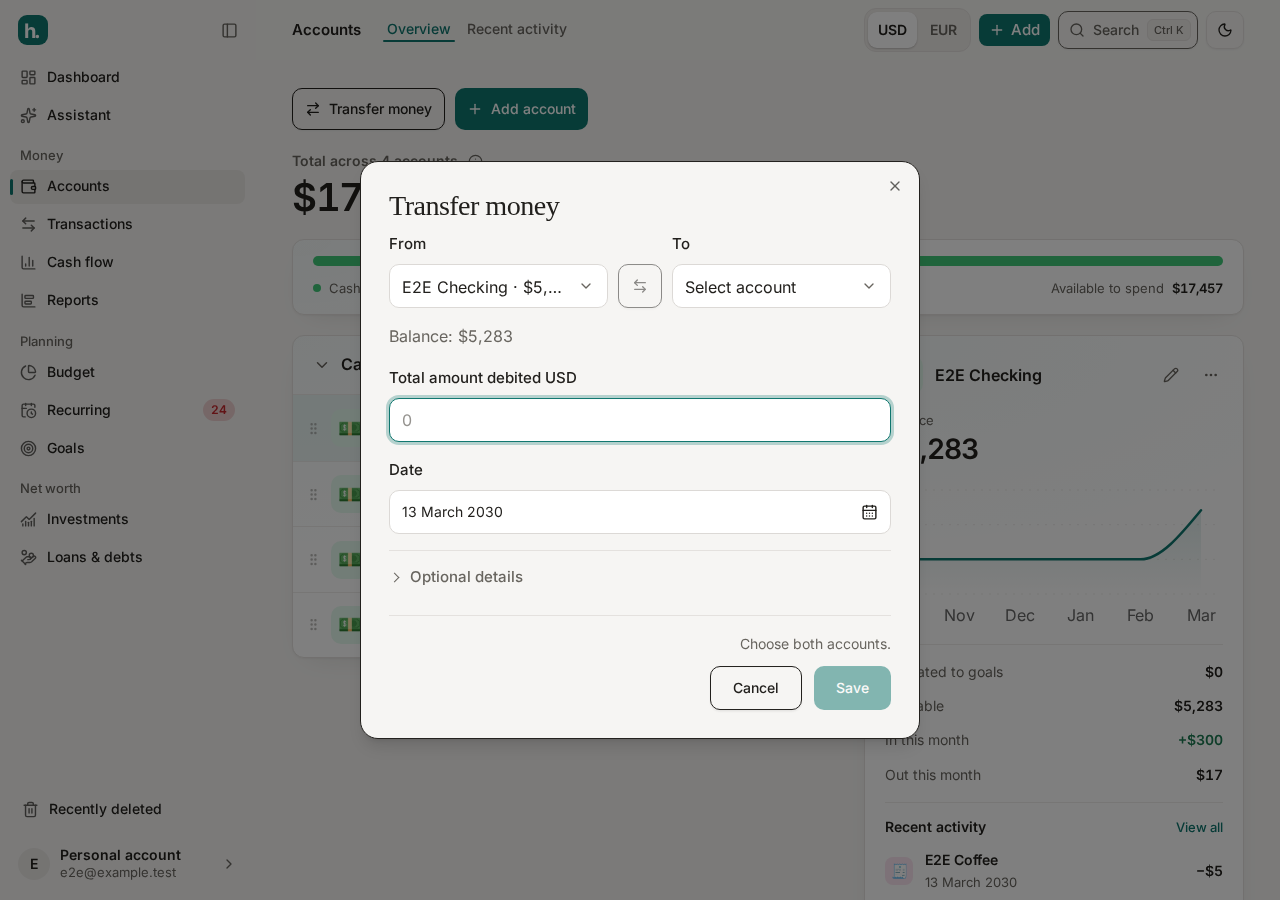 h.
Accounts
Overview
Recent activity
USD
EUR
Add
Search
Ctrl K
Dashboard
Assistant
Money
Accounts
Transactions
Cash flow
Reports
Planning
Budget
Recurring
24
Goals
Net worth
Investments
Loans & debts
Recently deleted
E
Personal account
e2e@example.test
Transfer money
Add account
Total across 4 accounts
$17
Cash
Available to spend $17,457
Ca
Transfer money
From
To
E2E Checking · $5,...
Select account
Balance: $5,283
Total amount debited USD
0
Date
13 March 2030
Optional details
Choose both accounts.
Cancel
Save
E2E Checking
,283
Nov
Dec
Jan
Feb
Mar
to goals
$0
$5,283
In this month
+$300
Out this month
$17
Recent activity
View all
E2E Coffee
13 March 2030
−$5